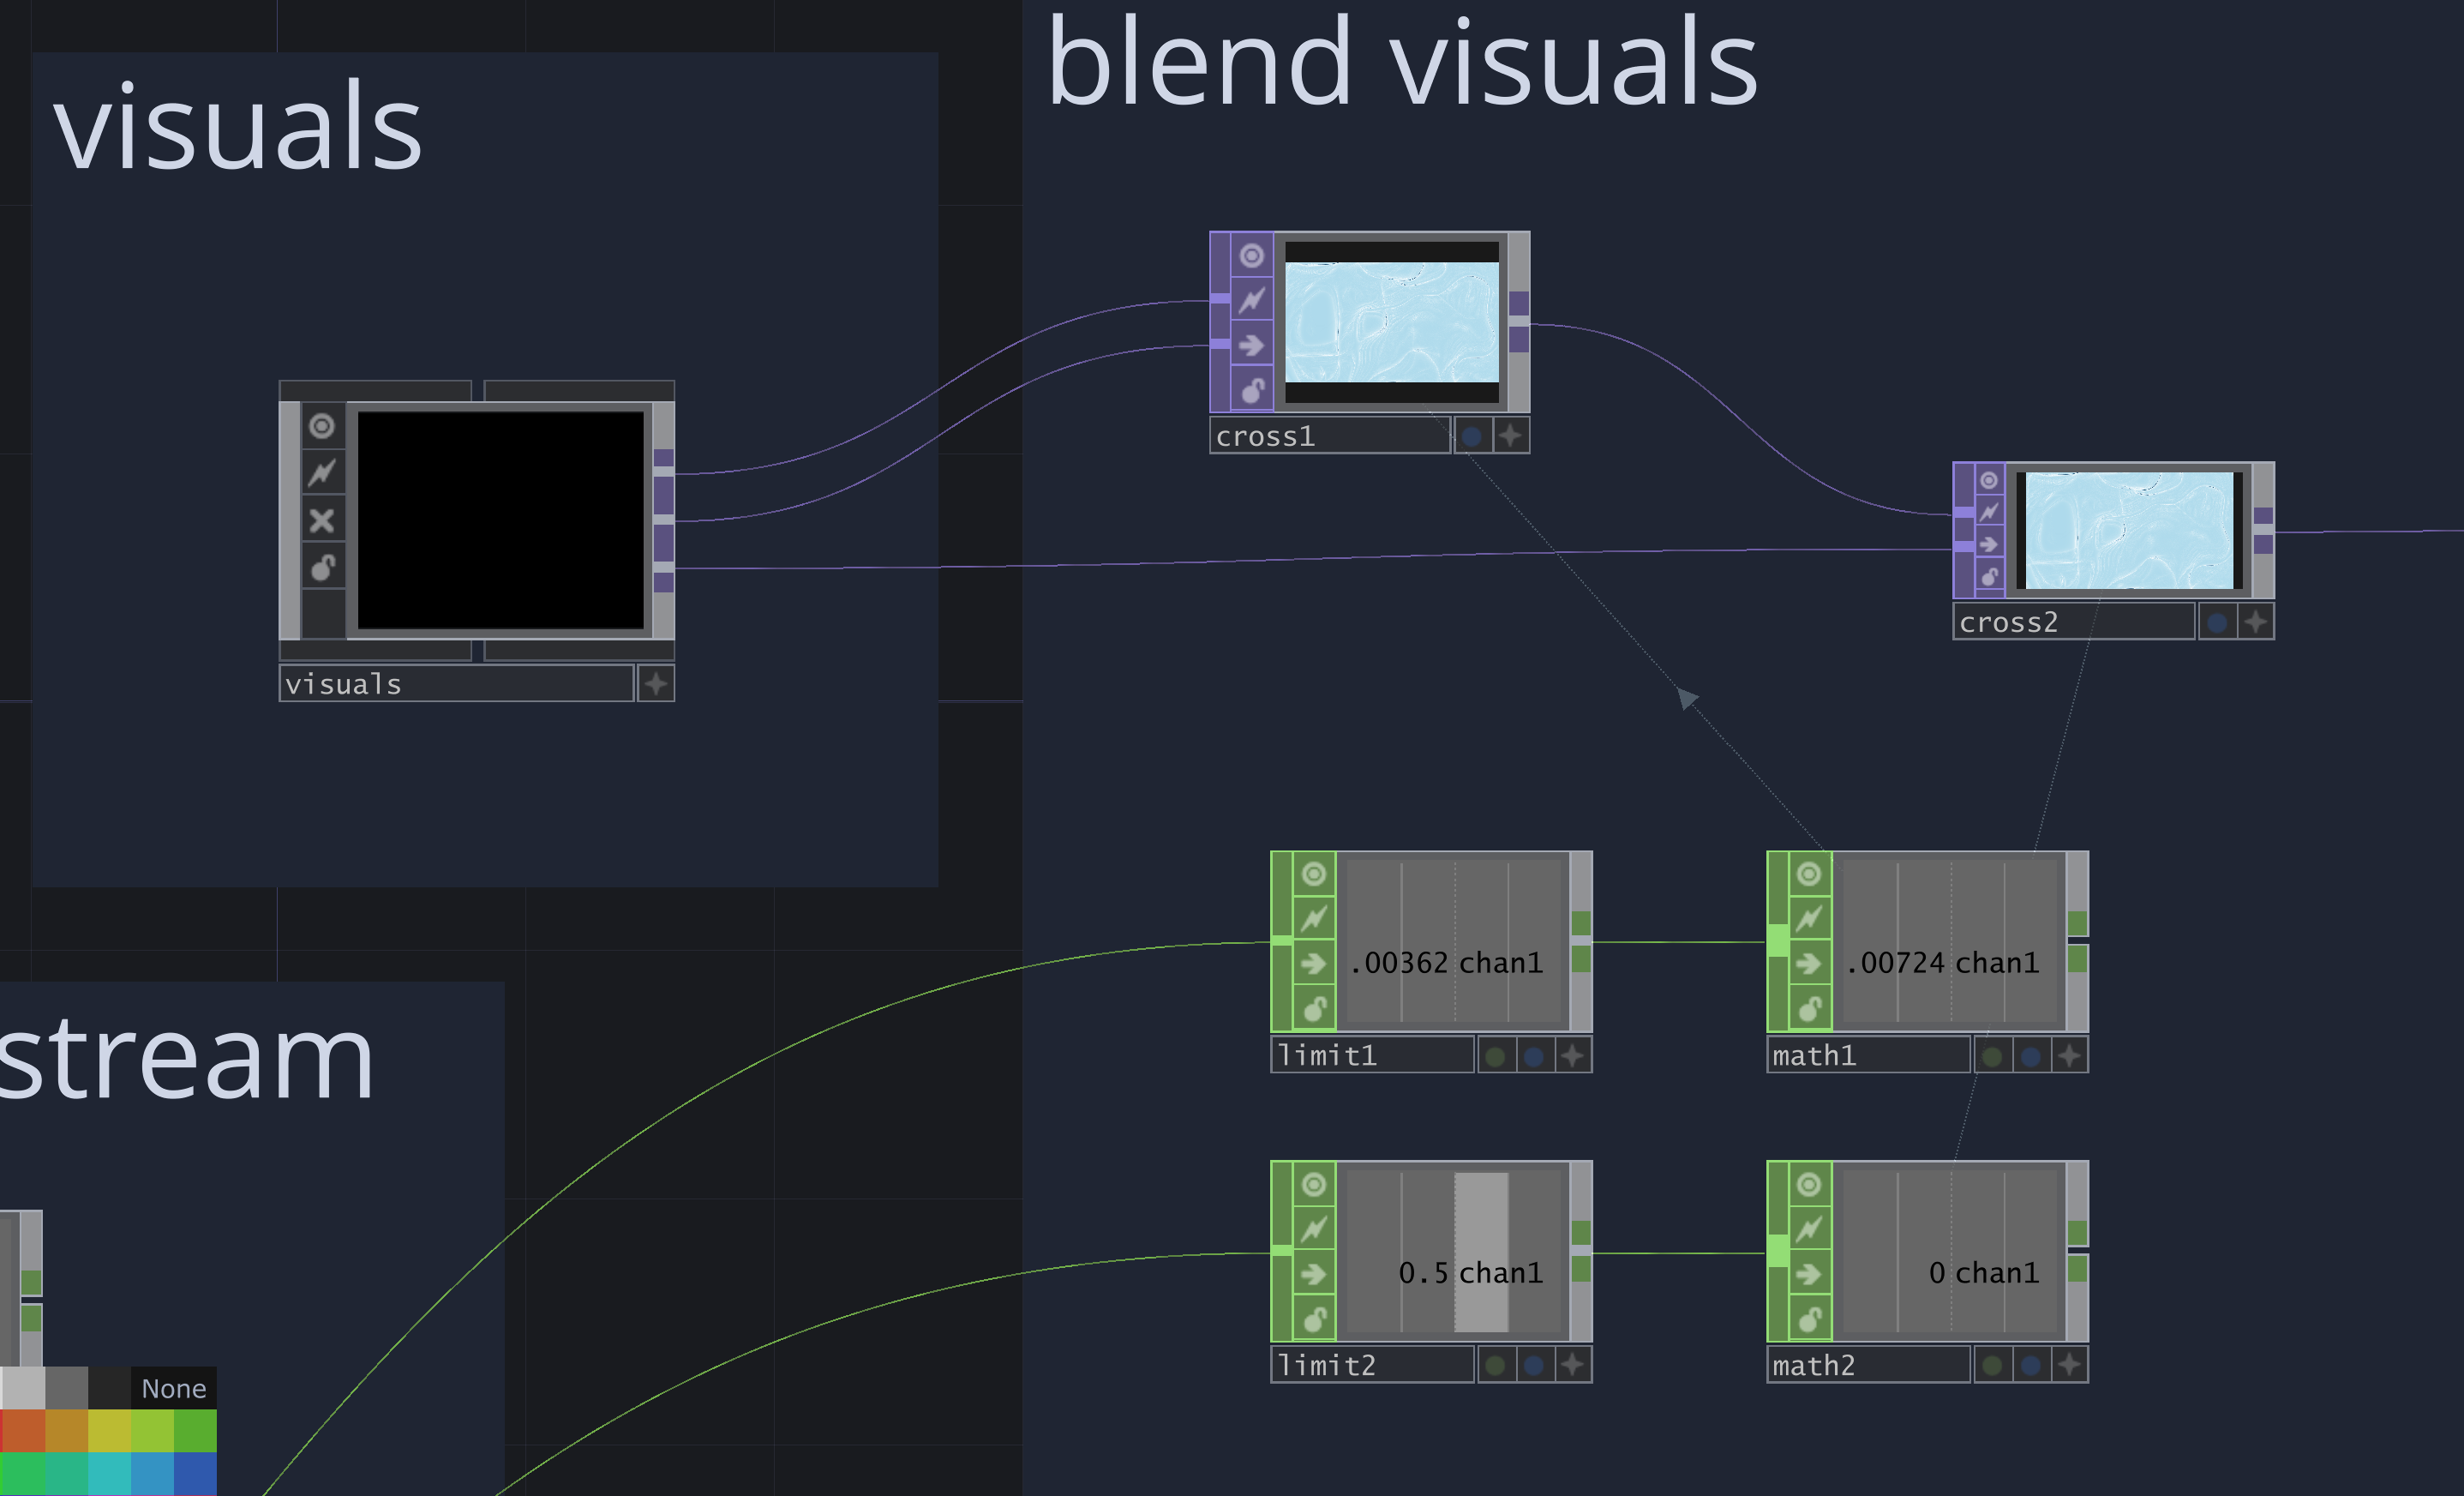 visuals
blend visuals
cross1
cross2
visuals
.00362 chan1
.00724 chan1
limit1
math1
stream
0.5 chan1
0 chan1
limit2
math2
None